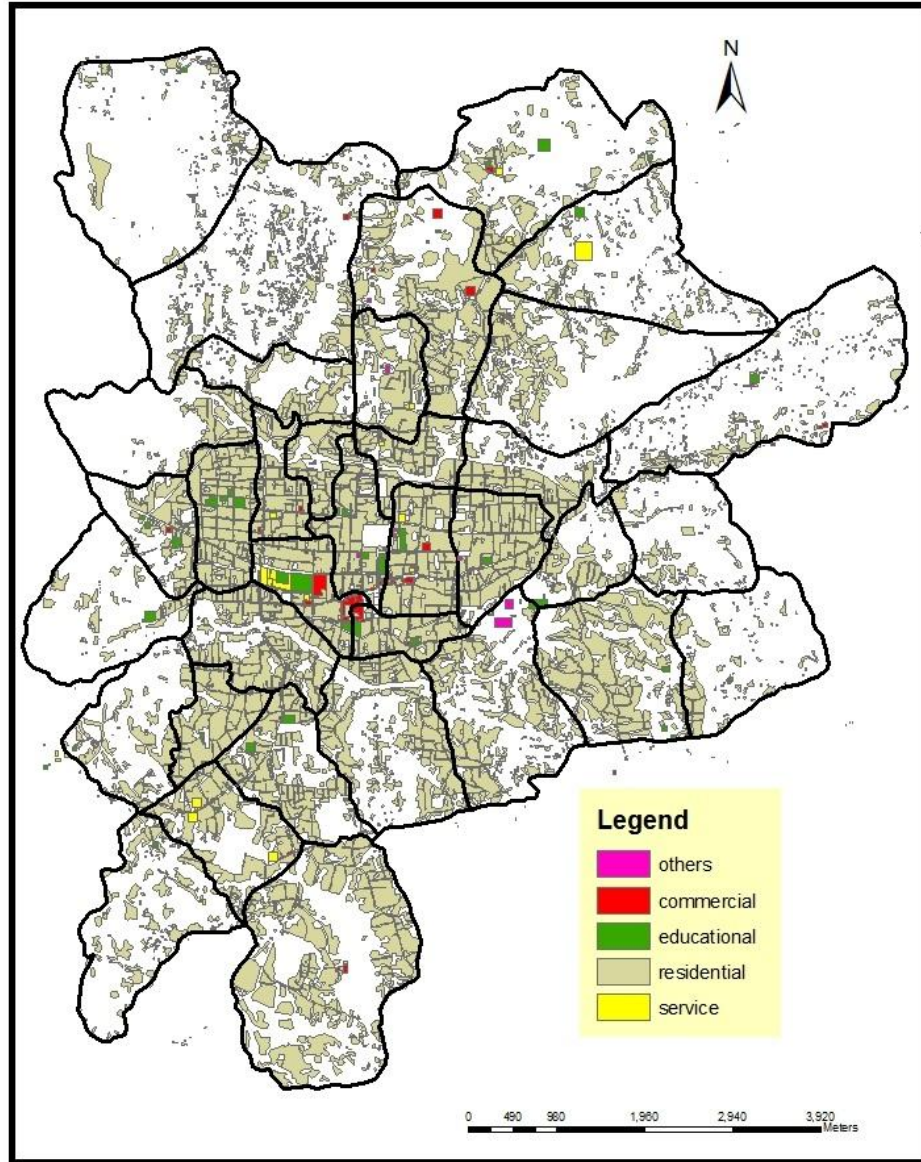 N
Legend
others
commercial
educational
residential
service
0 490 980 1,960 2,940 3,920
Meters